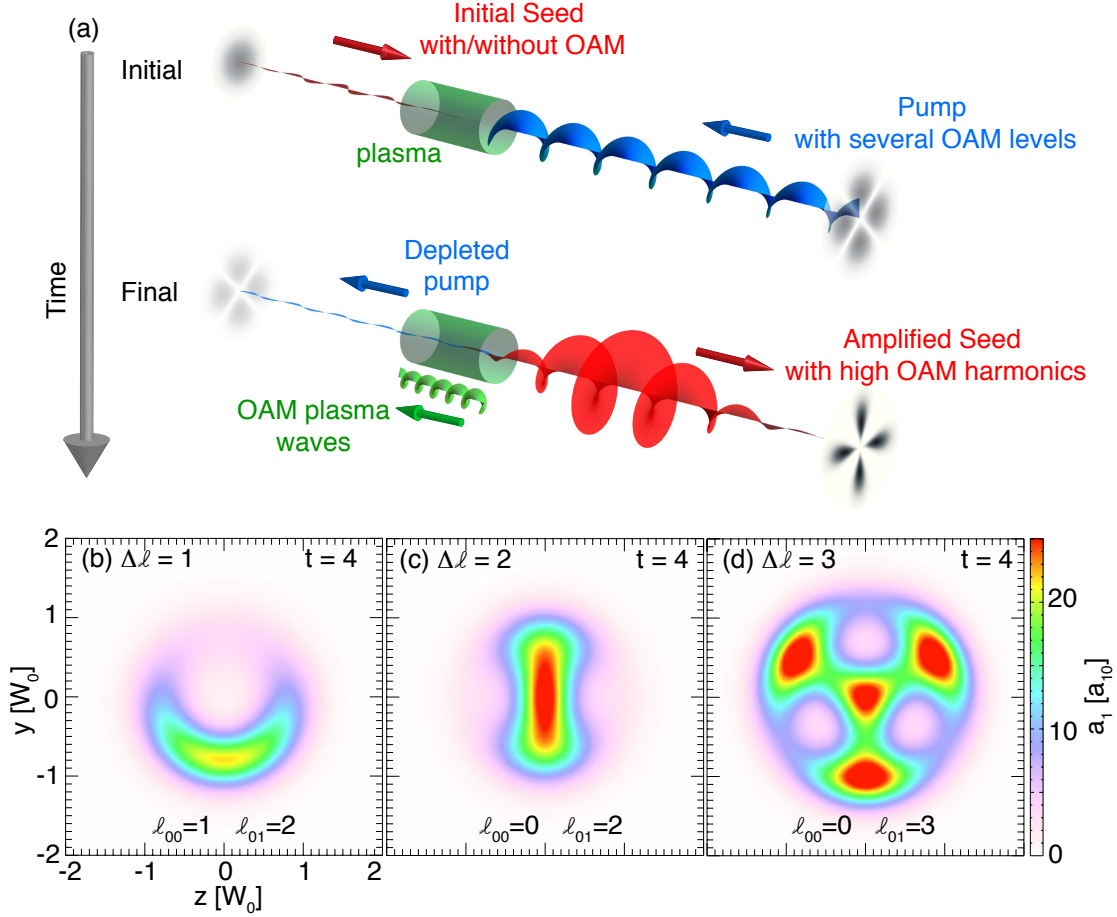 (a)
Initial Seed
with/without OAM
Initial
Pump
with several OAM levels
plasma
Time
Depleted
pump
Final
Amplified Seed
with high OAM harmonics
OAM plasma
waves
(b) Δℓ = 1 t = 4
(c) Δℓ = 2 t = 4
(d) Δℓ = 3 t = 4
2
1
0
-1
-2
y [W₀]
ℓ₀₀=1 ℓ₀₁=2
ℓ₀₀=0 ℓ₀₁=2
ℓ₀₀=0 ℓ₀₁=3
-2 -1 0 1 2
z [W₀]
20
10
0
a₁ [a₁₀]